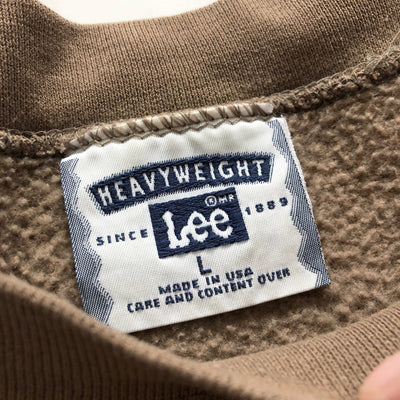 HEAVYWEIGHT
® MR
SINCE Lee 1889
L
MADE IN USA
CARE AND CONTENT OVER